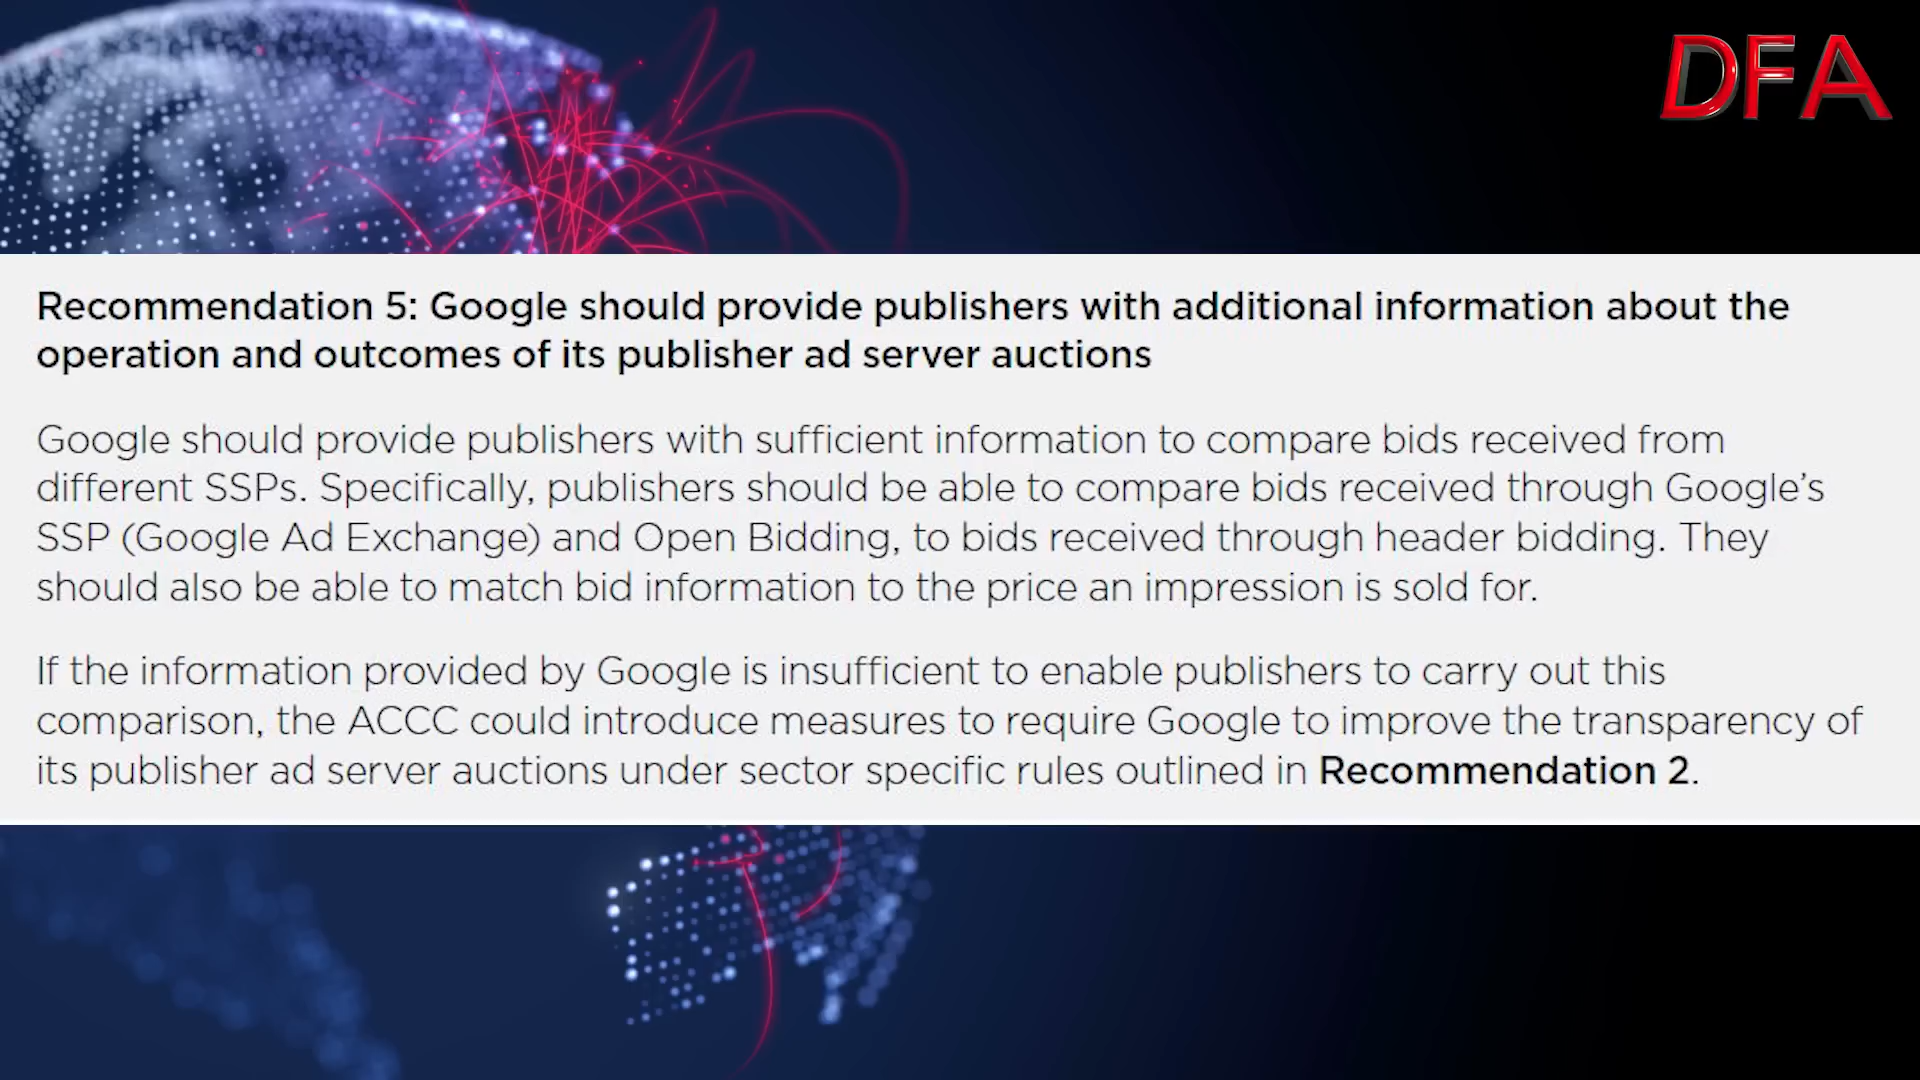 DFA
Recommendation 5: Google should provide publishers with additional information about the
operation and outcomes of its publisher ad server auctions
Google should provide publishers with sufficient information to compare bids received from
different SSPs. Specifically, publishers should be able to compare bids received through Google’s
SSP (Google Ad Exchange) and Open Bidding, to bids received through header bidding. They
should also be able to match bid information to the price an impression is sold for.
If the information provided by Google is insufficient to enable publishers to carry out this
comparison, the ACCC could introduce measures to require Google to improve the transparency of
its publisher ad server auctions under sector specific rules outlined in Recommendation 2.